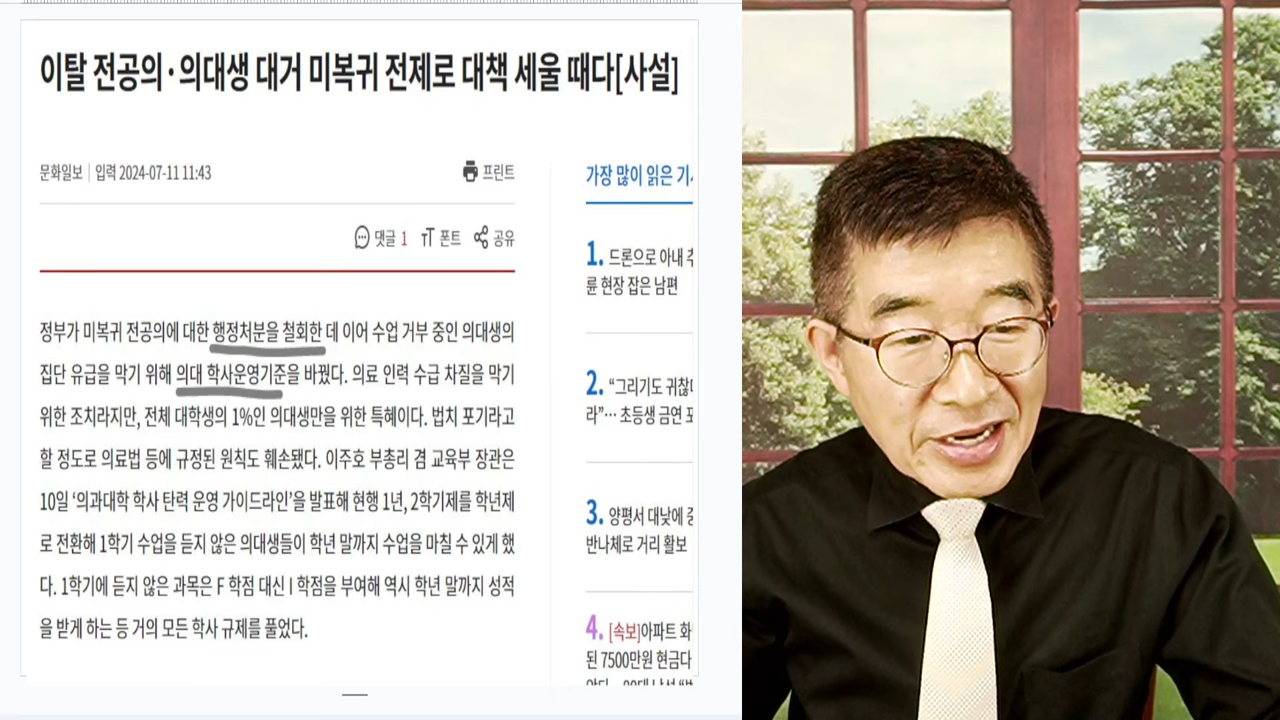 이탈 전공의·의대생 대거 미복귀 전제로 대책 세울 때다[사설]
문화일보 입력 2024-07-11 11:43
프린트
댓글 1 폰트 공유
정부가 미복귀 전공의에 대한 행정처분을 철회한 데 이어 수업 거부 중인 의대생의
집단 유급을 막기 위해 의대 학사운영기준을 바꿨다. 의료 인력 수급 차질을 막기
위한 조치라지만, 전체 대학생의 1%인 의대생만을 위한 특혜이다. 법치 포기라고
할 정도로 의료법 등에 규정된 원칙도 훼손됐다. 이주호 부총리 겸 교육부 장관은
10일 ‘의과대학 학사 탄력 운영 가이드라인’을 발표해 현행 1년, 2학기제를 학년제
로 전환해 1학기 수업을 듣지 않은 의대생들이 학년 말까지 수업을 마칠 수 있게 했
다. 1학기에 듣지 않은 과목은 F 학점 대신 I 학점을 부여해 역시 학년 말까지 성적
을 받게 하는 등 거의 모든 학사 규제를 풀었다.
가장 많이 읽은
1. 드론으로 아내
륜 현장 잡은 남편
2. “그리기도
라”… 초등생 금연
3. 양평서 대낮에
반나체로 거리 활보
4. [속보]아파트
된 7500만원 현금다